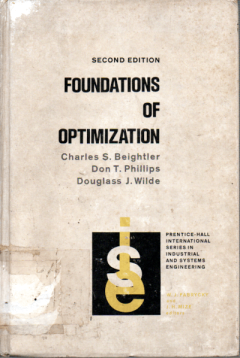 SECOND EDITION
FOUNDATIONS
OF
OPTIMIZATION
Charles S. Beightler
Don T. Phillips
Douglass J. Wilde
ise
PRENTICE-HALL
INTERNATIONAL
SERIES IN
INDUSTRIAL
AND SYSTEMS
ENGINEERING